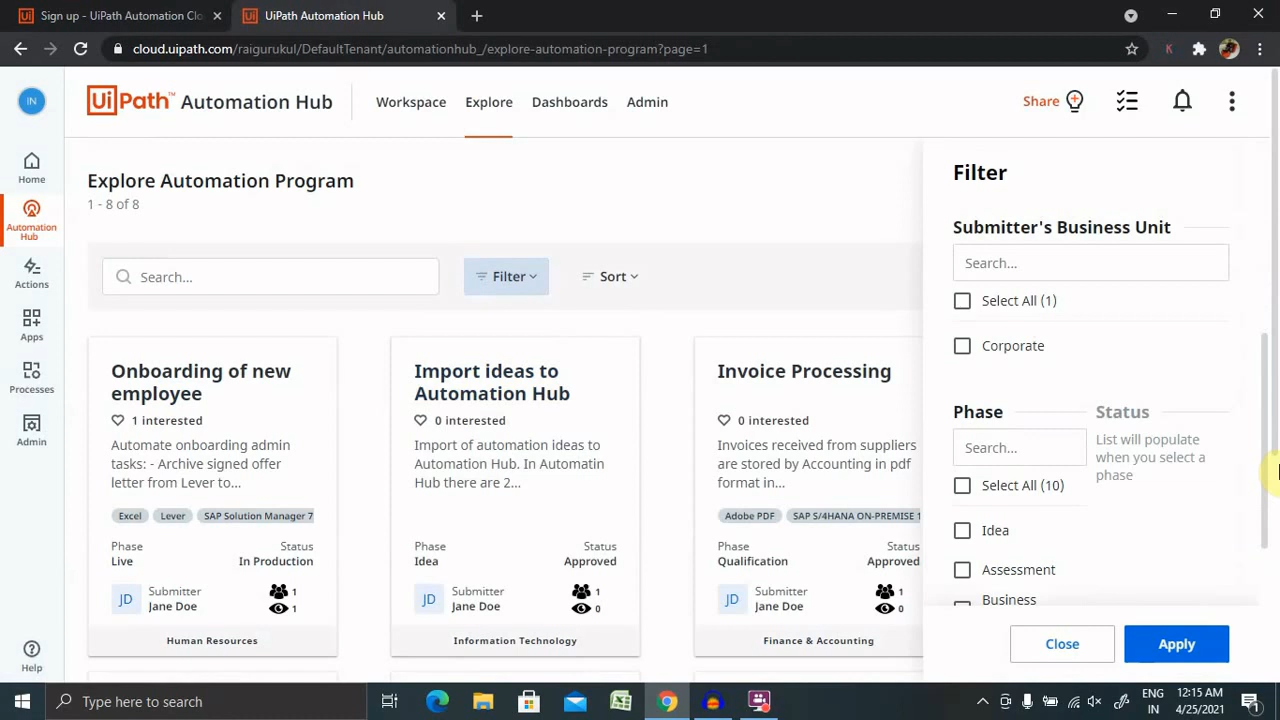 Sign up - UiPath Automation Clo
UiPath Automation Hub
cloud.uipath.com/raigurukul/DefaultTenant/automationhub_/explore-automation-program?page=1
K
IN
UiPath™ Automation Hub
Workspace
Explore
Dashboards
Admin
Share
Home
Automation
Hub
Actions
Apps
Processes
Admin
Help
Explore Automation Program
1 - 8 of 8
Search...
Filter
Sort
Onboarding of new
employee
1 interested
Automate onboarding admin
tasks: - Archive signed offer
letter from Lever to...
Excel Lever SAP Solution Manager 7
Phase Status
Live In Production
JD
Submitter
Jane Doe
1
1
Human Resources
Import ideas to
Automation Hub
0 interested
Import of automation ideas to
Automation Hub. In Automatin
Hub there are 2...
Phase Status
Idea Approved
JD
Submitter
Jane Doe
1
0
Information Technology
Invoice Processing
0 interested
Invoices received from suppliers
are stored by Accounting in pdf
format in...
Adobe PDF SAP S/4HANA ON-PREMISE 1
Phase Status
Qualification Approved
JD
Submitter
Jane Doe
1
0
Finance & Accounting
Filter
Submitter's Business Unit
Search...
Select All (1)
Corporate
Phase
Search...
Select All (10)
Idea
Assessment
Business
Status
List will populate
when you select a
phase
Close
Apply
Type here to search
ENG
IN
12:15 AM
4/25/2021
1